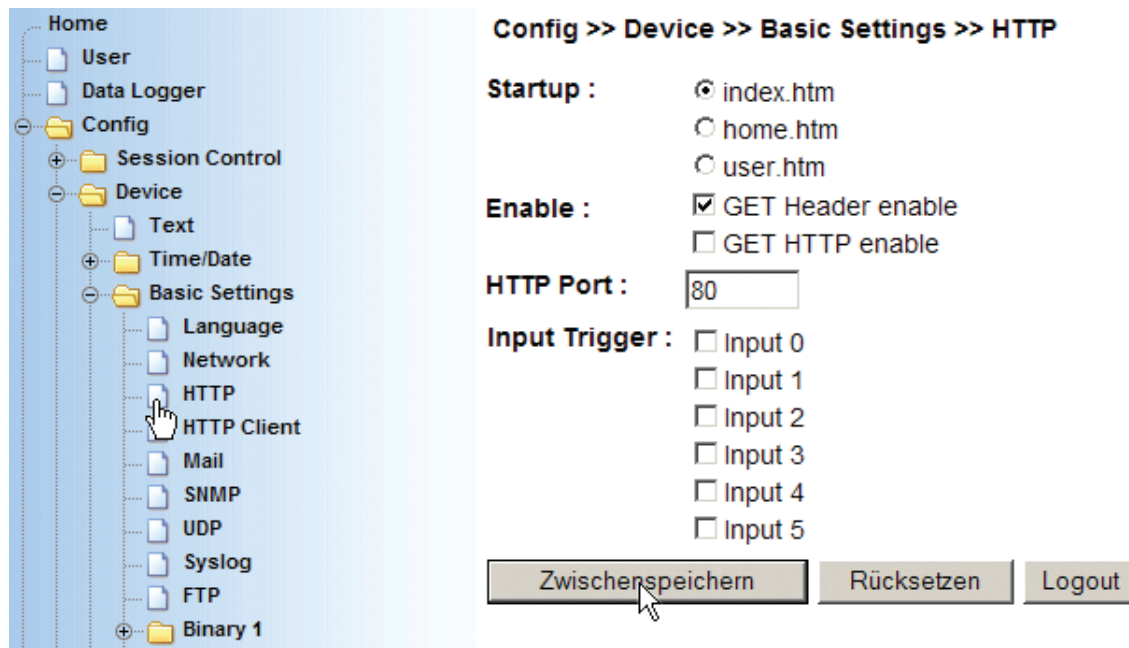 Home
User
Data Logger
Config
Session Control
Device
Text
Time/Date
Basic Settings
Language
Network
HTTP
HTTP Client
Mail
SNMP
UDP
Syslog
FTP
Binary 1
Config >> Device >> Basic Settings >> HTTP
Startup : index.htm
home.htm
user.htm
Enable : GET Header enable
GET HTTP enable
HTTP Port : 80
Input Trigger : Input 0
Input 1
Input 2
Input 3
Input 4
Input 5
Zwischenspeichern Rücksetzen Logout